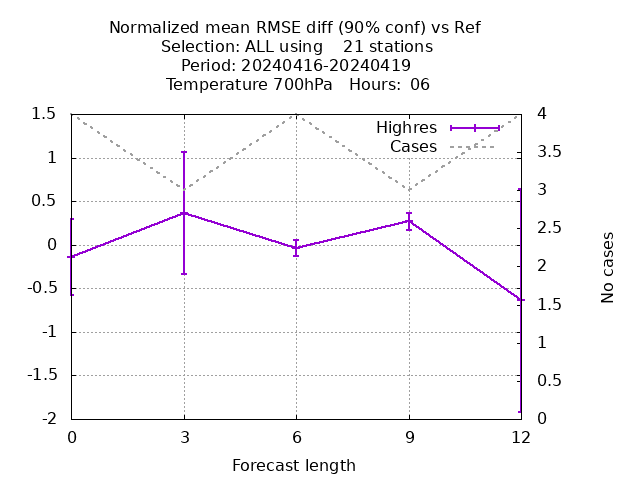 Normalized mean RMSE diff (90% conf) vs Ref
Selection: ALL using    21 stations
Period: 20240416-20240419
Temperature 700hPa   Hours:  06
Highres
Cases
1.5
1
0.5
0
-0.5
-1
-1.5
-2
4
3.5
3
2.5
2
1.5
1
0.5
0
No cases
0 3 6 9 12
Forecast length